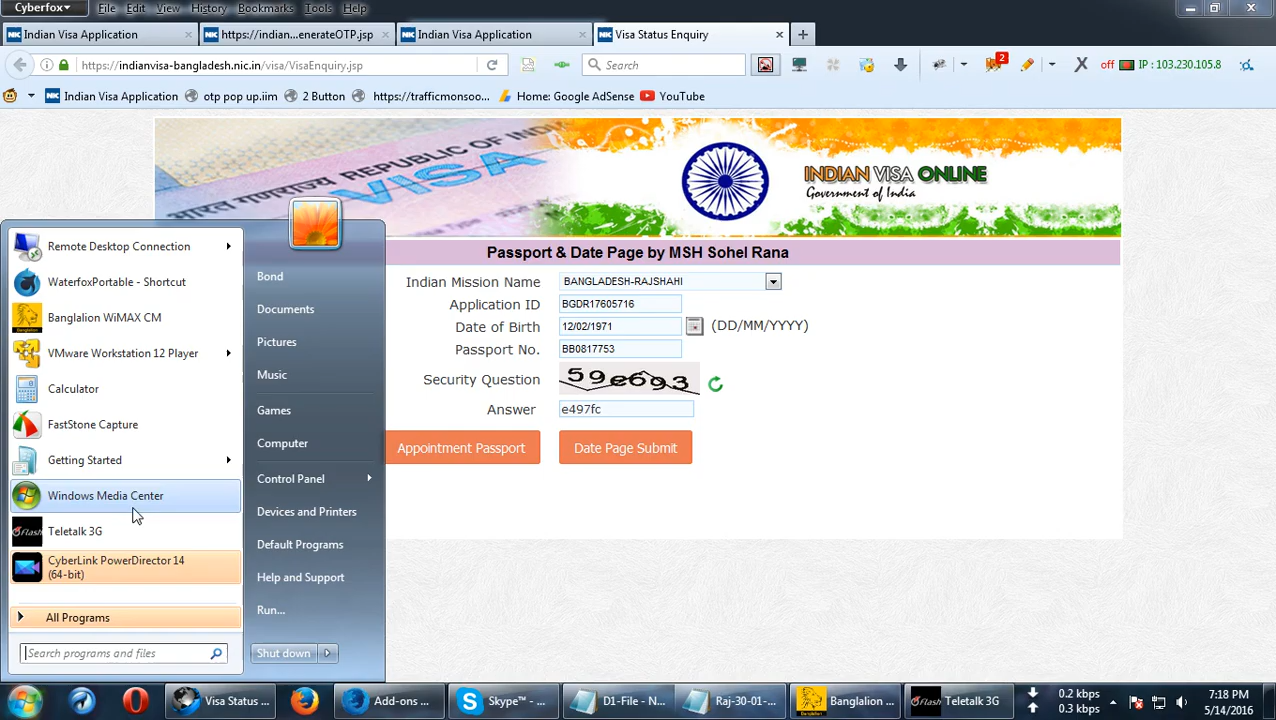 Cyberfox File Edit View History Bookmarks Tools Help
Indian Visa Application × https://indian...enerateOTP.jsp × Indian Visa Application × Visa Status Enquiry × +
https://indianvisa-bangladesh.nic.in/visa/VisaEnquiry.jsp Search 2 off IP : 103.230.105.8
Indian Visa Application otp pop up.iim 2 Button https://trafficmonsoo... Home: Google AdSense YouTube
REPUBLIC OF
VISA
INDIAN VISA ONLINE
Government of India
Passport & Date Page by MSH Sohel Rana
Indian Mission Name BANGLADESH-RAJSHAHI
Application ID BGDR17605716
Date of Birth 12/02/1971 (DD/MM/YYYY)
Passport No. BB0817753
Security Question 59e693
Answer e497fc
Appointment Passport Date Page Submit
Remote Desktop Connection
WaterfoxPortable - Shortcut
Banglalion WiMAX CM
VMware Workstation 12 Player
Calculator
FastStone Capture
Getting Started
Windows Media Center
Teletalk 3G
CyberLink PowerDirector 14
(64-bit)
All Programs
Search programs and files
Bond
Documents
Pictures
Music
Games
Computer
Control Panel
Devices and Printers
Default Programs
Help and Support
Run...
Shut down
Visa Status ... Add-ons ... Skype™ - ... D1-File - N... Raj-30-01-... Banglalion ... Teletalk 3G
0.2 kbps
0.3 kbps
7:18 PM
5/14/2016